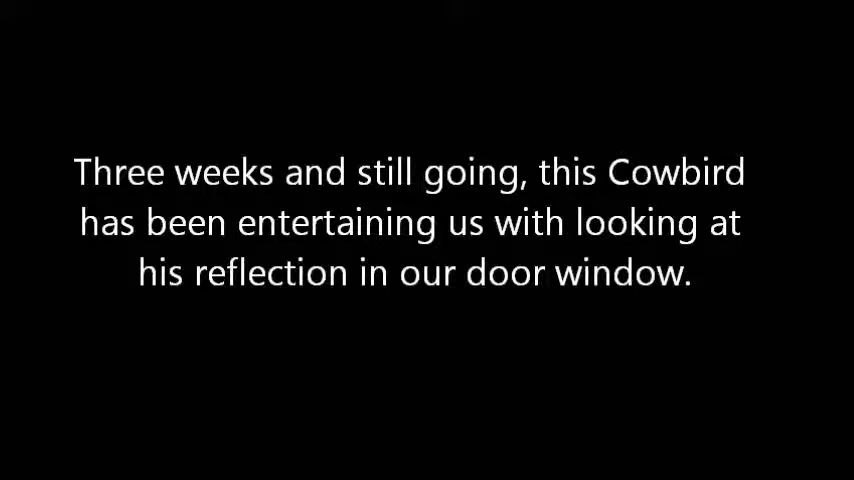 Three weeks and still going, this Cowbird
has been entertaining us with looking at
his reflection in our door window.